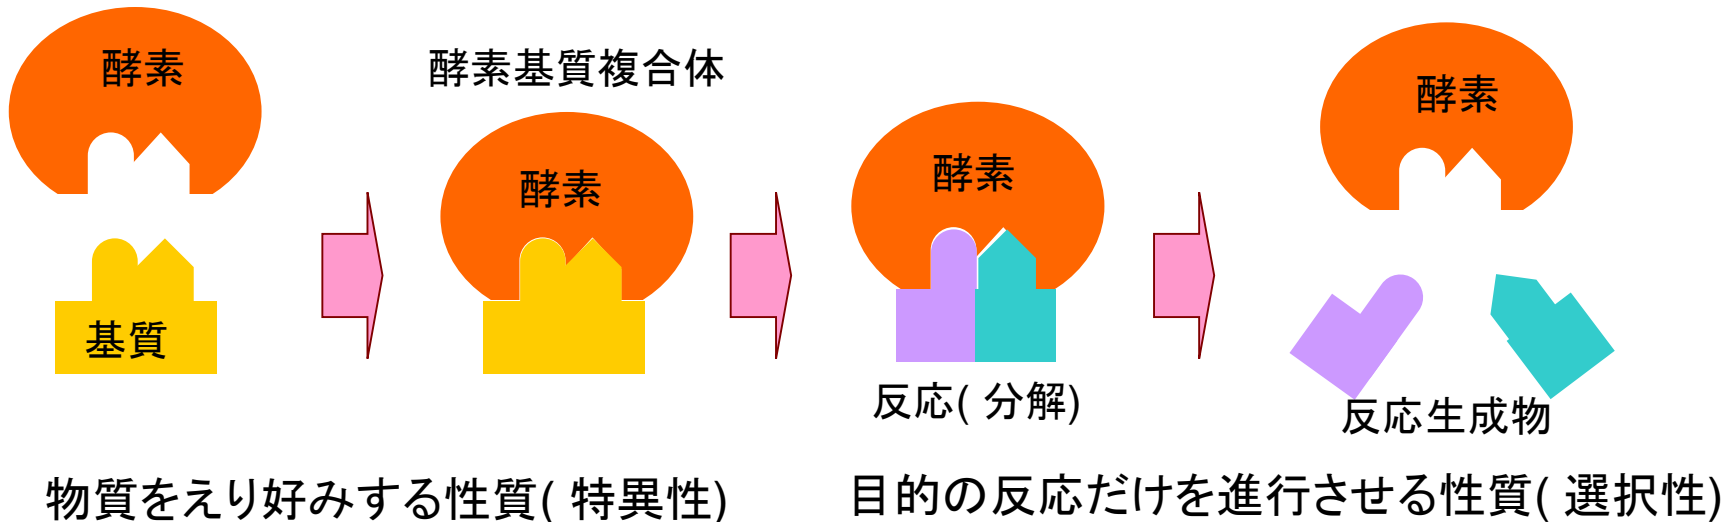 酵素
基質
酵素基質複合体
酵素
酵素
反応( 分解)
酵素
反応生成物
物質をえり好みする性質( 特異性)
目的の反応だけを進行させる性質( 選択性)